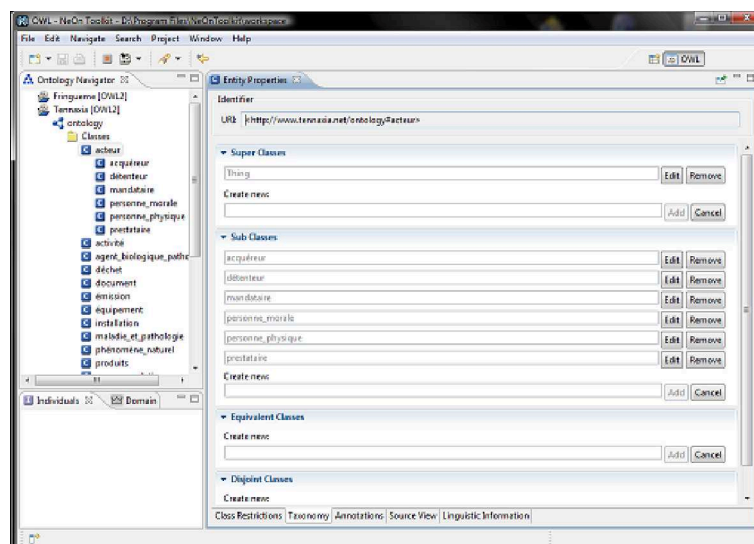 OWL - NeOn Toolkit - D:\Program Files\NeOnToolkit\workspace
File Edit Navigate Search Project Window Help
OWL
Ontology Navigator
Fringueme [OWL2]
Tennaxia [OWL2]
ontology
Classes
acteur
acquéreur
détenteur
mandataire
personne_morale
personne_physique
prestataire
activité
agent_biologique_patho
déchet
document
émission
équipement
installation
maladie_et_pathologie
phénomène_naturel
produits
Individuals Domain
Entity Properties
Identifier
URI: <http://www.tennaxia.net/ontology#acteur>
Super Classes
Thing Edit Remove
Create new:
Add Cancel
Sub Classes
acquéreur Edit Remove
détenteur Edit Remove
mandataire Edit Remove
personne_morale Edit Remove
personne_physique Edit Remove
prestataire Edit Remove
Create new:
Add Cancel
Equivalent Classes
Create new:
Add Cancel
Disjoint Classes
Create new:
Class Restrictions Taxonomy Annotations Source View Linguistic Information